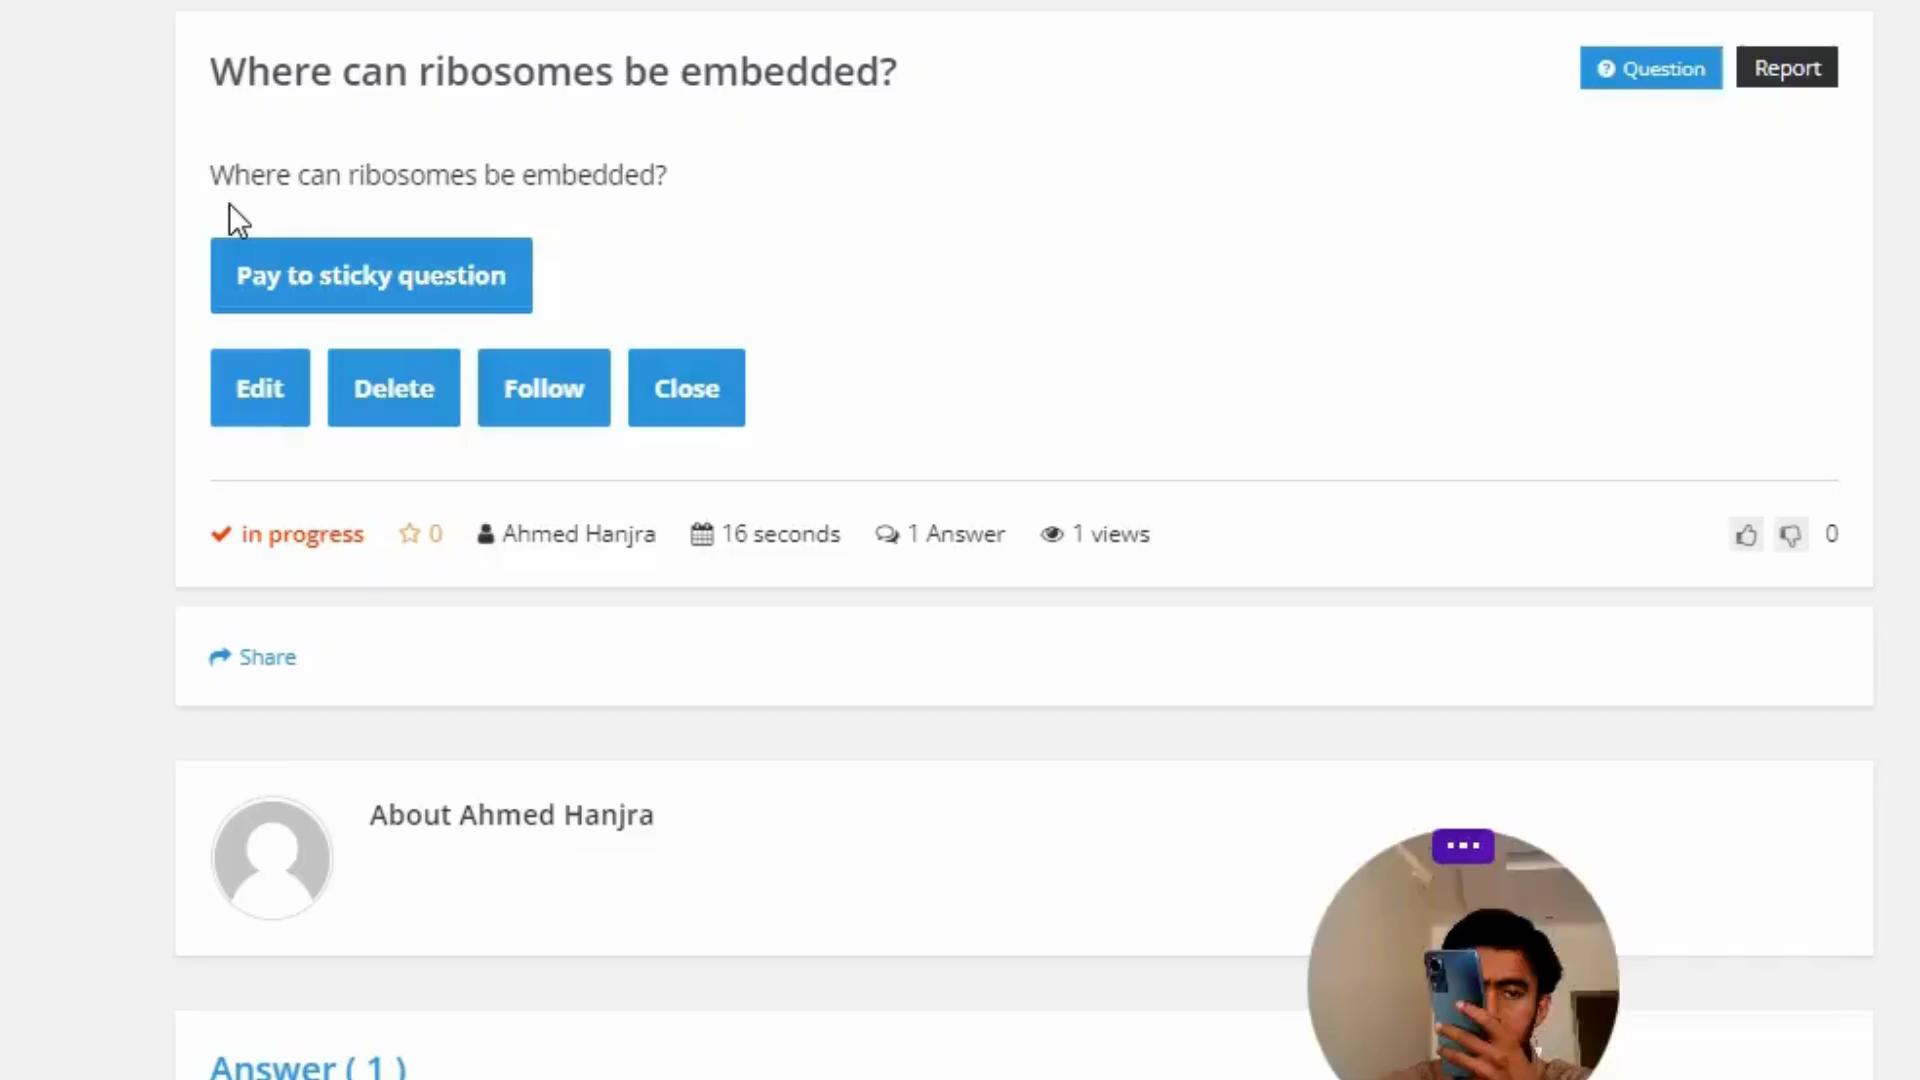 Where can ribosomes be embedded?
Question
Report
Where can ribosomes be embedded?
Pay to sticky question
Edit Delete Follow Close
in progress 0 Ahmed Hanjra 16 seconds 1 Answer 1 views 0
Share
About Ahmed Hanjra
Answer ( 1 )